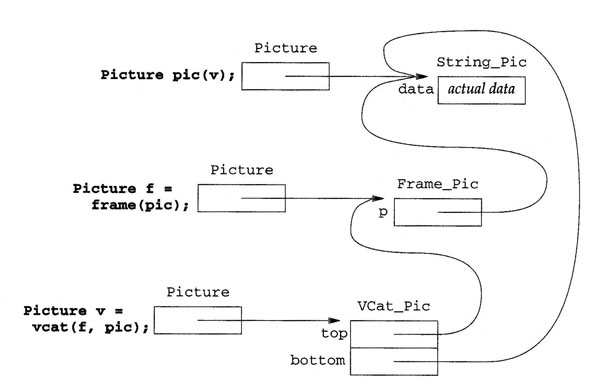 Picture
String_Pic
Picture pic(v);
data
actual data
Picture
Frame_Pic
Picture f =
frame(pic);
p
Picture
VCat_Pic
Picture v =
vcat(f, pic);
top
bottom